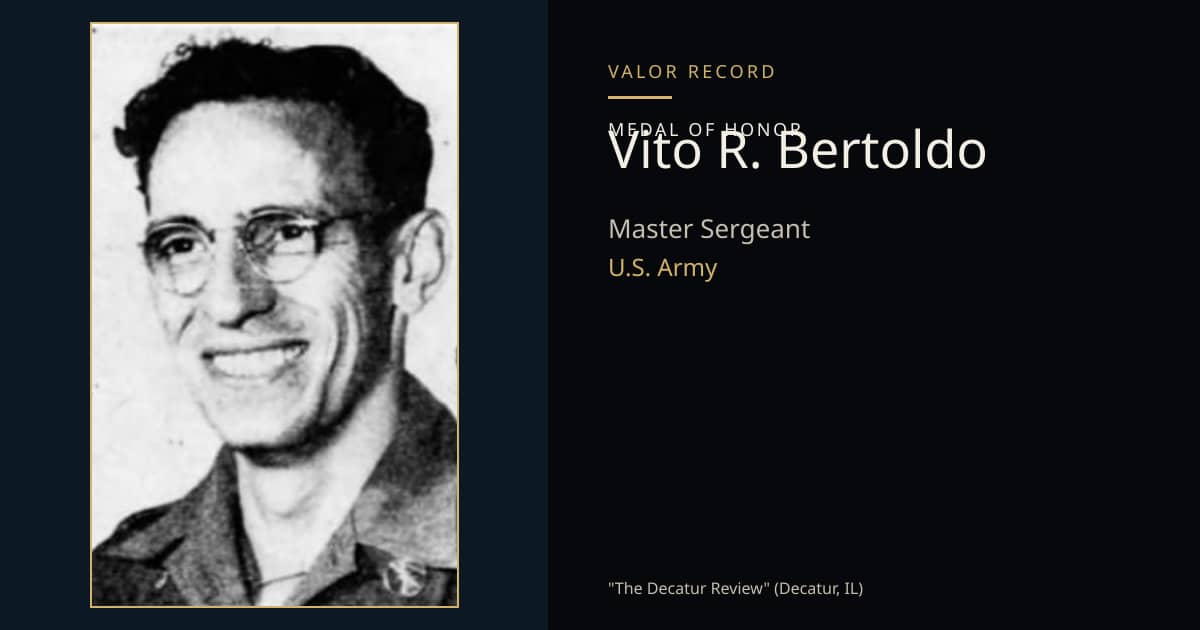 VALOR RECORD
MEDAL OF HONOR
Vito R. Bertoldo
Master Sergeant
U.S. Army
"The Decatur Review" (Decatur, IL)